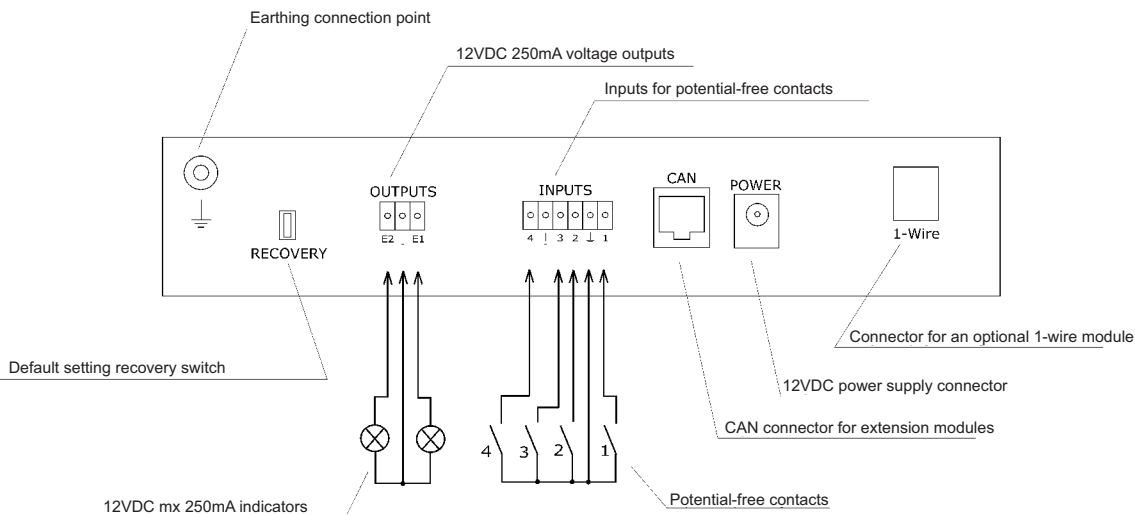 Earthing connection point
12VDC 250mA voltage outputs
Inputs for potential-free contacts
OUTPUTS
E2 E1
INPUTS
4 3 2 1
CAN
POWER
1-Wire
RECOVERY
Connector for an optional 1-wire module
Default setting recovery switch
12VDC power supply connector
CAN connector for extension modules
4 3 2 1
Potential-free contacts
12VDC mx 250mA indicators